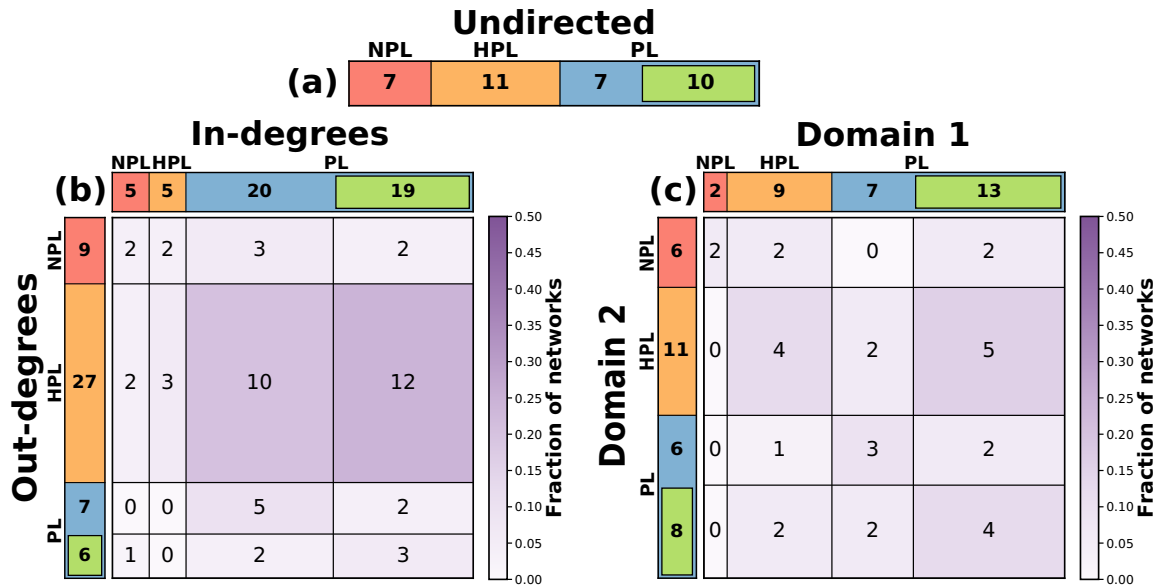 Undirected
NPL HPL PL
(a) 7 11 7 10
In-degrees
NPL HPL PL
(b) 5 5 20 19
Out-degrees
NPL 9 2 2 3 2
HPL 27 2 3 10 12
PL 7 0 0 5 2
6 1 0 2 3
0.50
0.45
0.40
0.35
0.30
0.25
0.20
0.15
0.10
0.05
0.00
Fraction of networks
Domain 1
NPL HPL PL
(c) 2 9 7 13
Domain 2
NPL 6 2 2 0 2
HPL 11 0 4 2 5
PL 6 0 1 3 2
8 0 2 2 4
0.50
0.45
0.40
0.35
0.30
0.25
0.20
0.15
0.10
0.05
0.00
Fraction of networks